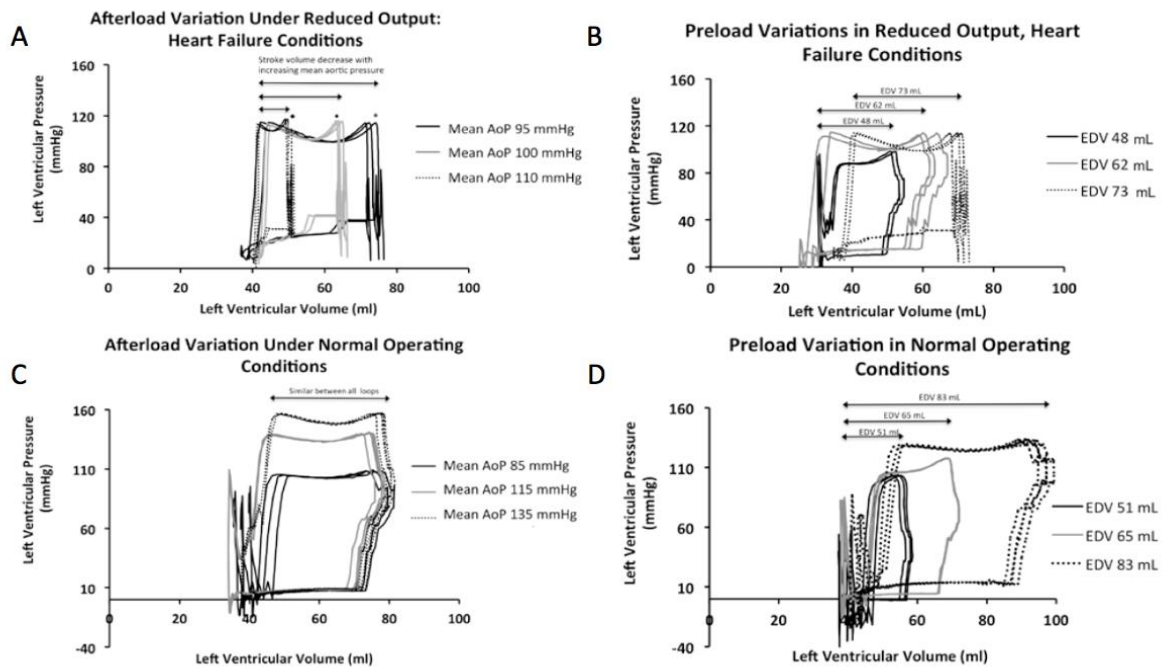 A
Afterload Variation Under Reduced Output:
Heart Failure Conditions
Stroke volume decrease with
increasing mean aortic pressure
160
120
80
40
0
Left Ventricular Pressure
(mmHg)
* * *
Mean AoP 95 mmHg
Mean AoP 100 mmHg
Mean AoP 110 mmHg
0 20 40 60 80 100
Left Ventricular Volume (ml)
B
Preload Variations in Reduced Output, Heart
Failure Conditions
EDV 73 mL
EDV 62 mL
EDV 48 mL
160
120
80
40
0
Left Ventricular Pressure
(mmHg)
EDV 48 mL
EDV 62 mL
EDV 73 mL
0 20 40 60 80 100
Left Ventricular Volume (mL)
C
Afterload Variation Under Normal Operating
Conditions
Similar between all loops
160
110
60
10
-40
Left Ventricular Pressure
(mmHg)
Mean AoP 85 mmHg
Mean AoP 115 mmHg
Mean AoP 135 mmHg
0 20 40 60 80 100
Left Ventricular Volume (ml)
D
Preload Variation in Normal Operating
Conditions
EDV 83 mL
EDV 65 mL
EDV 51 mL
160
110
60
10
-40
Left Ventricular Pressure
(mmHg)
EDV 51 mL
EDV 65 mL
EDV 83 mL
0 20 40 60 80 100
Left Ventricular Volume (ml)